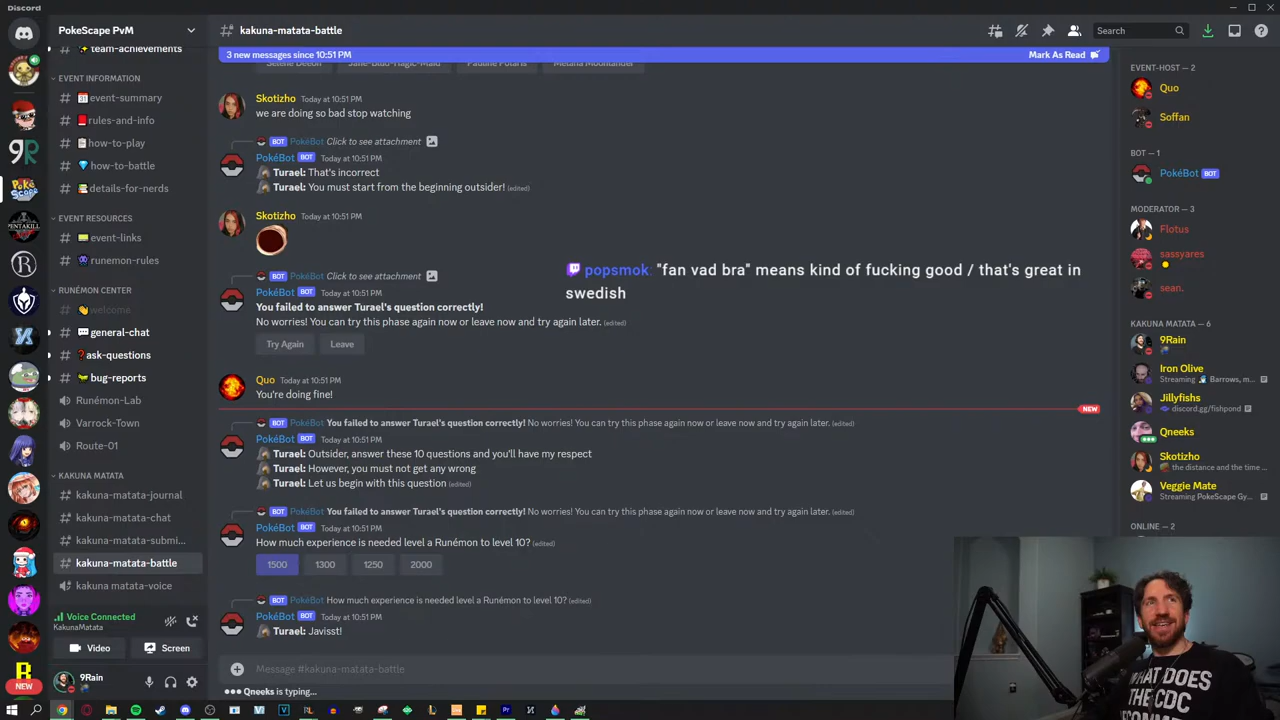 Discord
PokeScape PvM
kakuna-matata-battle
Search
3 new messages since 10:51 PM
Mark As Read
team-achievements
EVENT INFORMATION
event-summary
rules-and-info
how-to-play
how-to-battle
details-for-nerds
EVENT RESOURCES
event-links
runemon-rules
RUNÉMON CENTER
welcome
general-chat
ask-questions
bug-reports
Runémon-Lab
Varrock-Town
Route-01
KAKUNA MATATA
kakuna-matata-journal
kakuna-matata-chat
kakuna-matata-submi...
kakuna-matata-battle
kakuna matata-voice
Voice Connected
KakunaMatata
Video
Screen
9Rain
NEW
Skotizho Today at 10:51 PM
we are doing so bad stop watching
BOT PokéBot Click to see attachment
PokéBot BOT Today at 10:51 PM
Turael: That's incorrect
Turael: You must start from the beginning outsider! (edited)
Skotizho Today at 10:51 PM
BOT PokéBot Click to see attachment
PokéBot BOT Today at 10:51 PM
You failed to answer Turael's question correctly!
No worries! You can try this phase again now or leave now and try again later. (edited)
Try Again
Leave
popsmok: "fan vad bra" means kind of fucking good / that's great in
swedish
Quo Today at 10:51 PM
You're doing fine!
NEW
BOT PokéBot You failed to answer Turael's question correctly! No worries! You can try this phase again now or leave now and try again later. (edited)
PokéBot BOT Today at 10:51 PM
Turael: Outsider, answer these 10 questions and you'll have my respect
Turael: However, you must not get any wrong
Turael: Let us begin with this question (edited)
BOT PokéBot You failed to answer Turael's question correctly! No worries! You can try this phase again now or leave now and try again later. (edited)
PokéBot BOT Today at 10:51 PM
How much experience is needed level a Runémon to level 10? (edited)
1500
1300
1250
2000
BOT PokéBot How much experience is needed level a Runémon to level 10? (edited)
PokéBot BOT Today at 10:51 PM
Turael: Javisst!
Message #kakuna-matata-battle
Qneeks is typing...
EVENT-HOST — 2
Quo
Soffan
BOT — 1
PokéBot BOT
MODERATOR — 3
Flotus
sassyares
sean.
KAKUNA MATATA — 6
9Rain
Iron Olive
Streaming Barrows, m...
Jillyfishs
discord.gg/fishpond
Qneeks
Skotizho
the distance and the time ...
Veggie Mate
Streaming PokeScape Gy...
ONLINE — 2
WHAT DOES
THE CDC